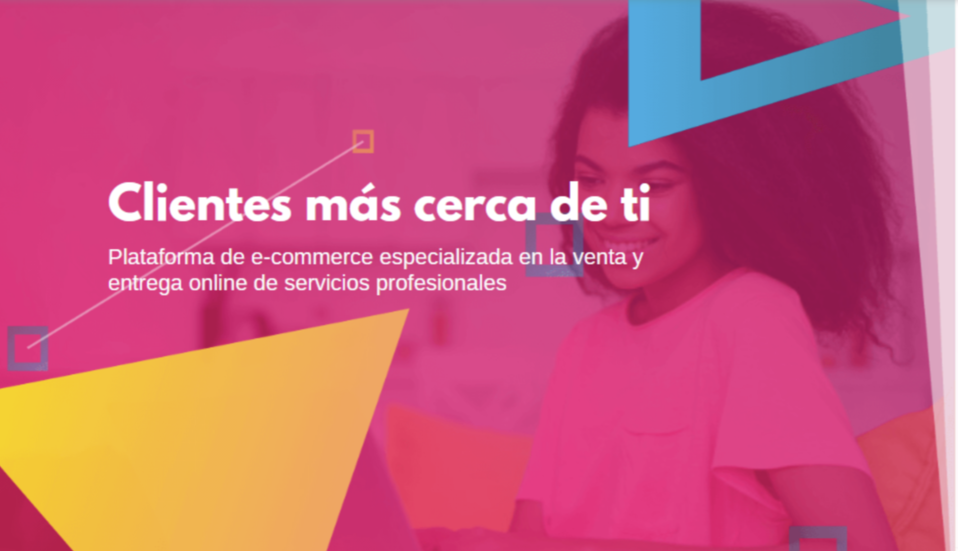 Clientes más cerca de ti
Plataforma de e-commerce especializada en la venta y
entrega online de servicios profesionales